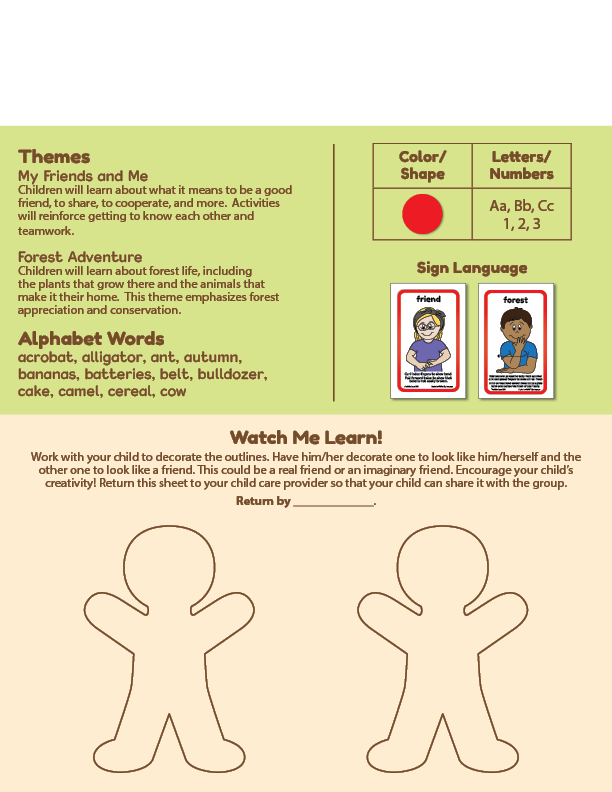 Themes
My Friends and Me
Children will learn about what it means to be a good
friend, to share, to cooperate, and more.  Activities
will reinforce getting to know each other and
teamwork.
Forest Adventure
Children will learn about forest life, including
the plants that grow there and the animals that
make it their home.  This theme emphasizes forest
appreciation and conservation.
Alphabet Words
acrobat, alligator, ant, autumn,
bananas, batteries, belt, bulldozer,
cake, camel, cereal, cow
Color/
Shape
Letters/
Numbers
Aa, Bb, Cc
1, 2, 3
Sign Language
friend
forest
Watch Me Learn!
Work with your child to decorate the outlines. Have him/her decorate one to look like him/herself and the
other one to look like a friend. This could be a real friend or an imaginary friend. Encourage your child's
creativity! Return this sheet to your child care provider so that your child can share it with the group.
Return by ______________.